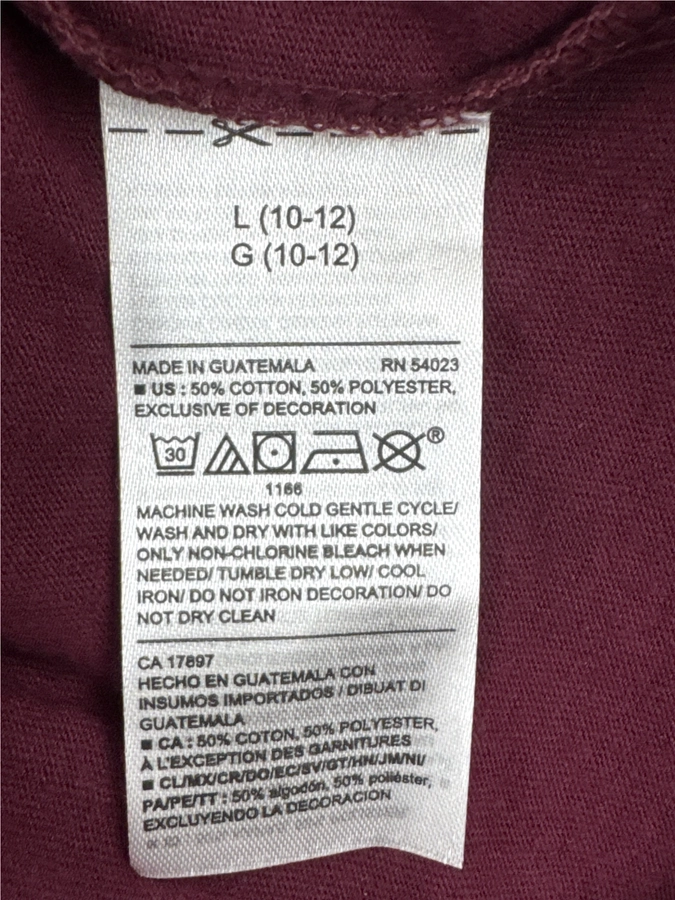 L (10-12)
G (10-12)
MADE IN GUATEMALA RN 54023
■ US : 50% COTTON, 50% POLYESTER,
EXCLUSIVE OF DECORATION
30
®
1166
MACHINE WASH COLD GENTLE CYCLE/
WASH AND DRY WITH LIKE COLORS/
ONLY NON-CHLORINE BLEACH WHEN
NEEDED/ TUMBLE DRY LOW/ COOL
IRON/ DO NOT IRON DECORATION/ DO
NOT DRY CLEAN
CA 17897
HECHO EN GUATEMALA CON
INSUMOS IMPORTADOS / DIBUAT DI
GUATEMALA
■ CA : 50% COTON, 50% POLYESTER,
À L'EXCEPTION DES GARNITURES
■ CL/MX/CR/DO/EC/SV/GT/HN/JM/NI/
PA/PE/TT : 50% algodón, 50% poliéster,
EXCLUYENDO LA DECORACION